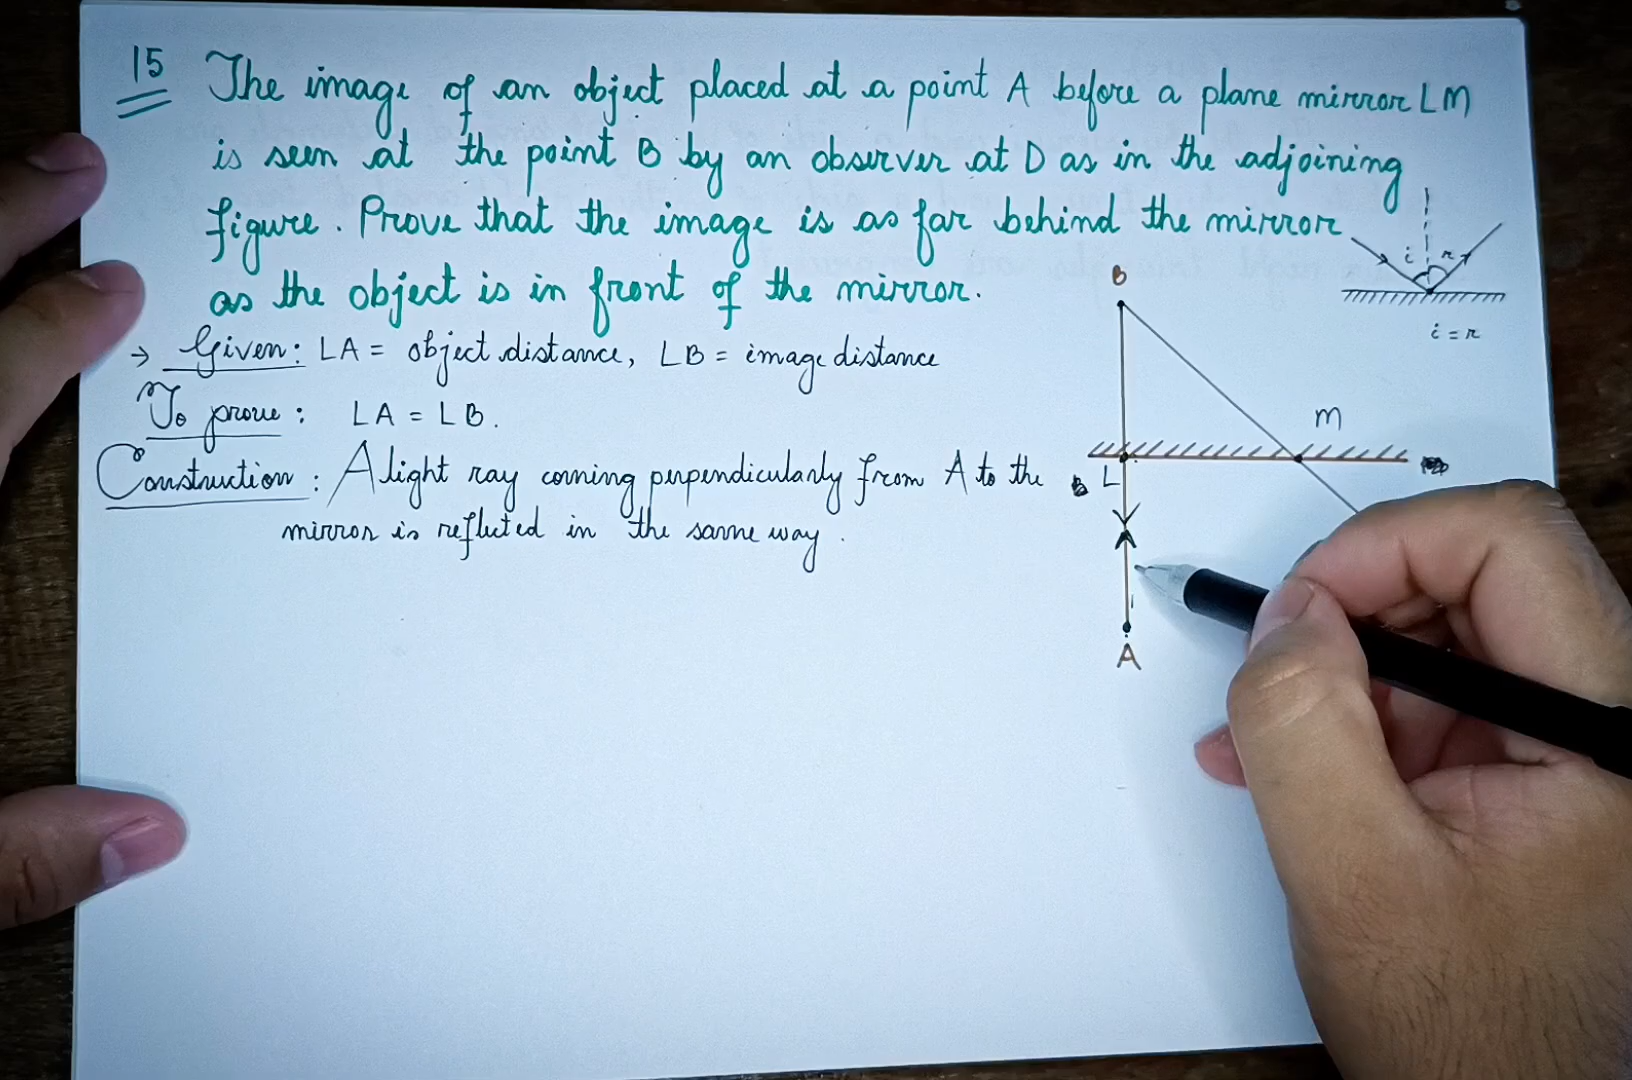 15 The image of an object placed at a point A before a plane mirror LM
is seen at the point B by an observer at D as in the adjoining
figure. Prove that the image is as far behind the mirror
as the object is in front of the mirror.
i r
i = r
→ Given: LA = object distance, LB = image distance
To prove: LA = LB.
Construction: A light ray coming perpendicularly from A to the
mirror is reflected in the same way.
B
M
L
A